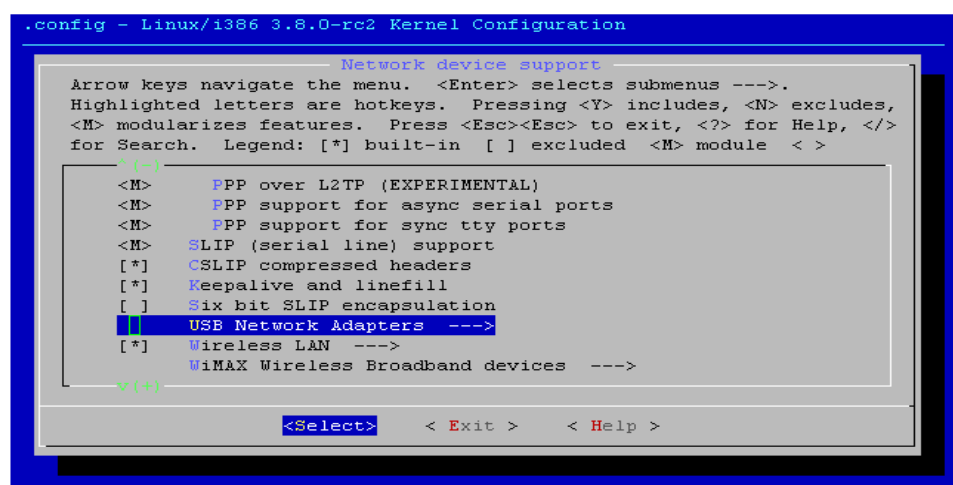 .config - Linux/i386 3.8.0-rc2 Kernel Configuration
Network device support
Arrow keys navigate the menu. <Enter> selects submenus --->.
Highlighted letters are hotkeys. Pressing <Y> includes, <N> excludes,
<M> modularizes features. Press <Esc><Esc> to exit, <?> for Help, </>
for Search. Legend: [*] built-in [ ] excluded <M> module < >
^(-)
<M> PPP over L2TP (EXPERIMENTAL)
<M> PPP support for async serial ports
<M> PPP support for sync tty ports
<M> SLIP (serial line) support
[*] CSLIP compressed headers
[*] Keepalive and linefill
[ ] Six bit SLIP encapsulation
USB Network Adapters --->
[*] Wireless LAN --->
WiMAX Wireless Broadband devices --->
v(+)
<Select> < Exit > < Help >